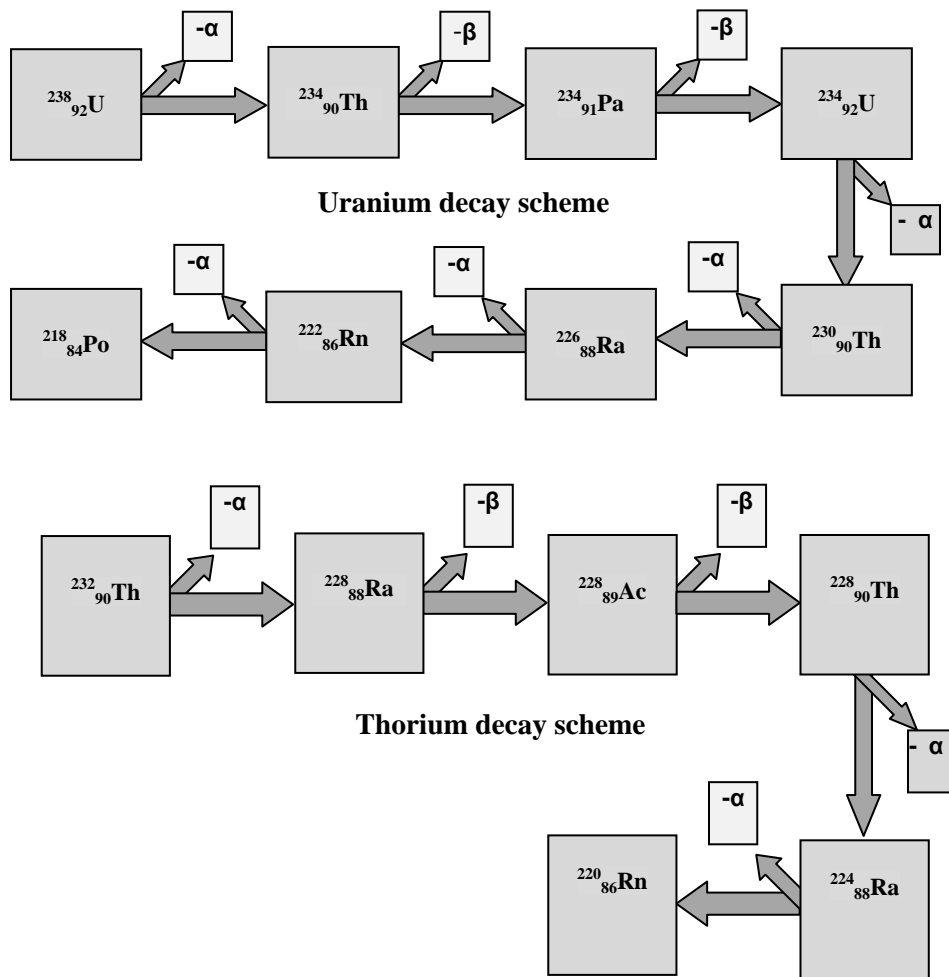 -α -β -β
²³⁸₉₂U ²³⁴₉₀Th ²³⁴₉₁Pa ²³⁴₉₂U
Uranium decay scheme
- α
-α -α -α
²¹⁸₈₄Po ²²²₈₆Rn ²²⁶₈₈Ra ²³⁰₉₀Th
-α -β -β
²³²₉₀Th ²²⁸₈₈Ra ²²⁸₈₉Ac ²²⁸₉₀Th
Thorium decay scheme
- α
-α
²²⁰₈₆Rn ²²⁴₈₈Ra